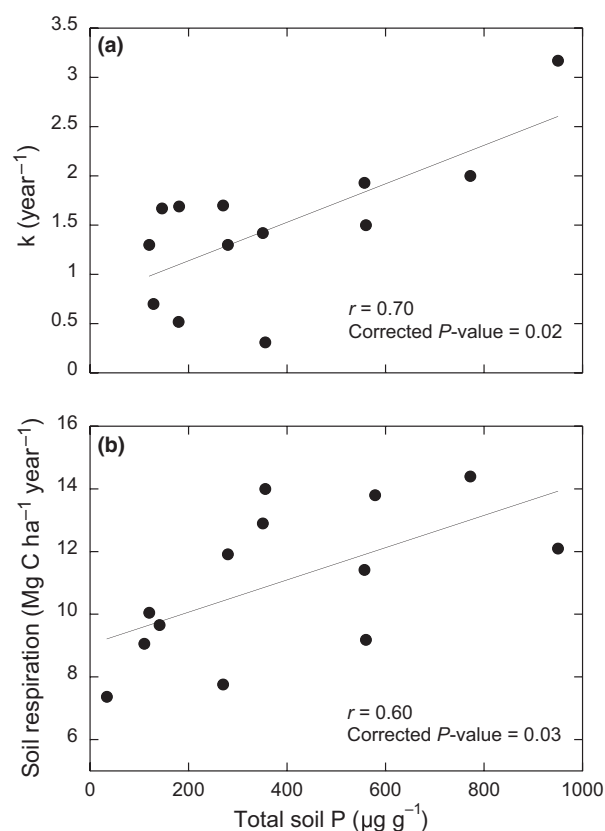 (a)
3.5
3
2.5
2
1.5
1
0.5
0
k (year⁻¹)
r = 0.70
Corrected P-value = 0.02
(b)
16
14
12
10
8
6
Soil respiration (Mg C ha⁻¹ year⁻¹)
r = 0.60
Corrected P-value = 0.03
0 200 400 600 800 1000
Total soil P (µg g⁻¹)